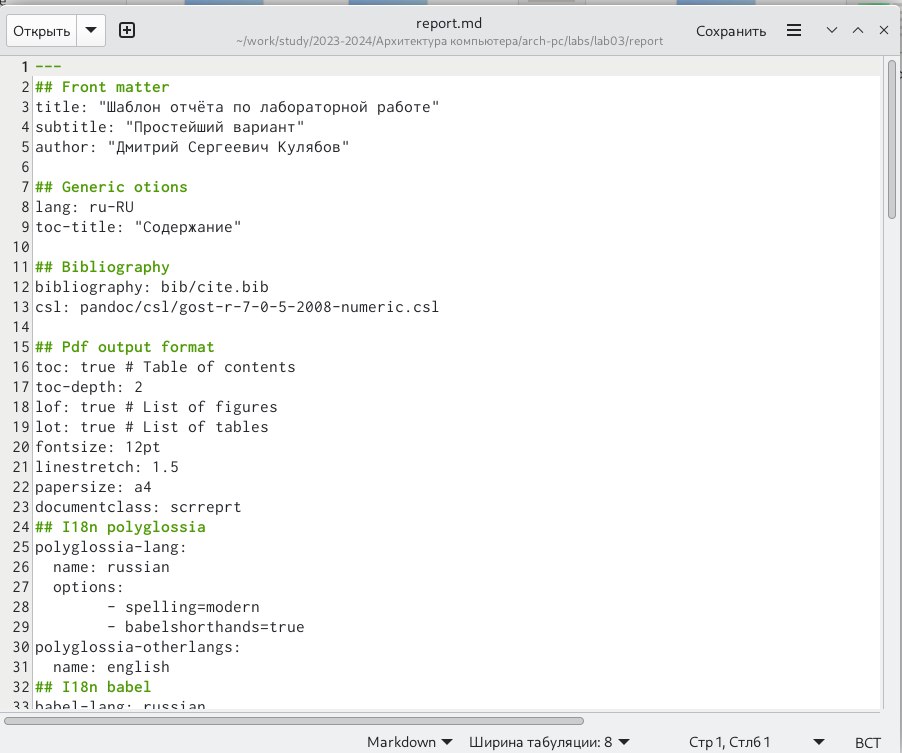 report.md
Открыть
~/work/study/2023-2024/Архитектура компьютера/arch-pc/labs/lab03/report
Сохранить
1 ---
2 ## Front matter
3 title: "Шаблон отчёта по лабораторной работе"
4 subtitle: "Простейший вариант"
5 author: "Дмитрий Сергеевич Кулябов"
6
7 ## Generic otions
8 lang: ru-RU
9 toc-title: "Содержание"
10
11 ## Bibliography
12 bibliography: bib/cite.bib
13 csl: pandoc/csl/gost-r-7-0-5-2008-numeric.csl
14
15 ## Pdf output format
16 toc: true # Table of contents
17 toc-depth: 2
18 lof: true # List of figures
19 lot: true # List of tables
20 fontsize: 12pt
21 linestretch: 1.5
22 papersize: a4
23 documentclass: scrreprt
24 ## I18n polyglossia
25 polyglossia-lang:
26   name: russian
27   options:
28         - spelling=modern
29         - babelshorthands=true
30 polyglossia-otherlangs:
31   name: english
32 ## I18n babel
33 babel-lang: russian
Markdown Ширина табуляции: 8 Стр 1, Стлб 1 ВСТ